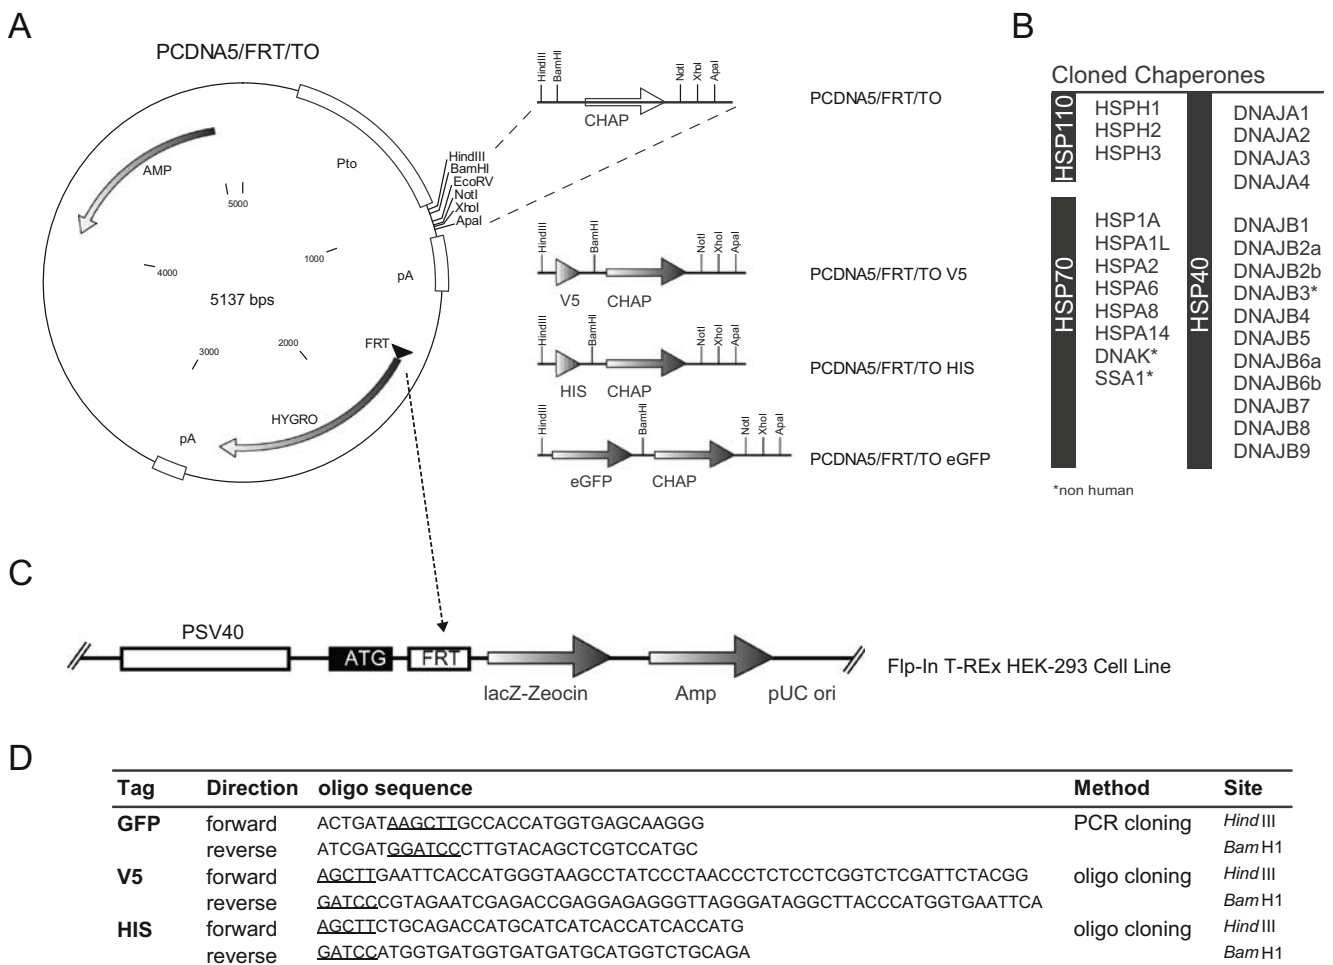 A
PCDNA5/FRT/TO
AMP
Pto
5000
1000
4000
5137 bps
pA
3000
2000
FRT
HYGRO
pA
HindIII
BamHI
EcoRV
NotI
XhoI
ApaI
HindIII
BamHI
NotI
XhoI
ApaI
CHAP
PCDNA5/FRT/TO
HindIII
BamHI
NotI
XhoI
ApaI
V5
CHAP
PCDNA5/FRT/TO V5
HindIII
BamHI
NotI
XhoI
ApaI
HIS
CHAP
PCDNA5/FRT/TO HIS
HindIII
BamHI
NotI
XhoI
ApaI
eGFP
CHAP
PCDNA5/FRT/TO eGFP
B
Cloned Chaperones
HSP110
HSPH1
HSPH2
HSPH3
HSP70
HSP1A
HSPA1L
HSPA2
HSPA6
HSPA8
HSPA14
DNAK*
SSA1*
HSP40
DNAJA1
DNAJA2
DNAJA3
DNAJA4
DNAJB1
DNAJB2a
DNAJB2b
DNAJB3*
DNAJB4
DNAJB5
DNAJB6a
DNAJB6b
DNAJB7
DNAJB8
DNAJB9
*non human
C
PSV40
ATG
FRT
lacZ-Zeocin
Amp
pUC ori
Flp-In T-REx HEK-293 Cell Line
D
Tag Direction oligo sequence Method Site
GFP forward ACTGATAAGCTTGCCACCATGGTGAGCAAGGG PCR cloning HindIII
reverse ATCGATGGATCCCTTGTACAGCTCGTCCATGC BamH1
V5 forward AGCTTGAATTCACCATGGGTAAGCCTATCCCTAACCCTCTCCTCGGTCTCGATTCTACGG oligo cloning HindIII
reverse GATCCCGTAGAATCGAGACCGAGGAGAGGGTTAGGGATAGGCTTACCCATGGTGAATTCA BamH1
HIS forward AGCTTCTGCAGACCATGCATCATCACCATCACCATG oligo cloning HindIII
reverse GATCCATGGTGATGGTGATGATGCATGGTCTGCAGA BamH1